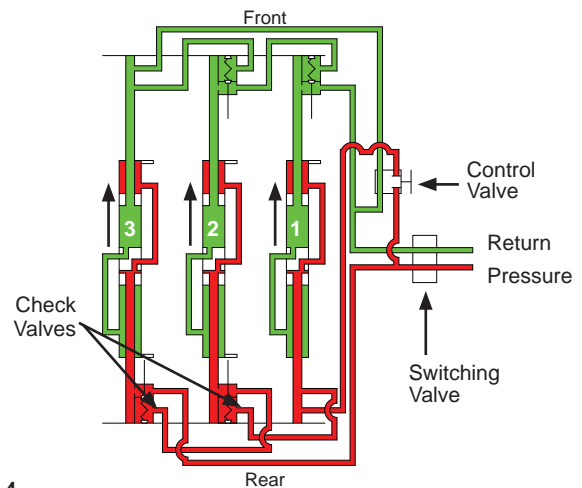 Front
Control
Valve
3 2 1
Return
Pressure
Check
Valves
Switching
Valve
Rear